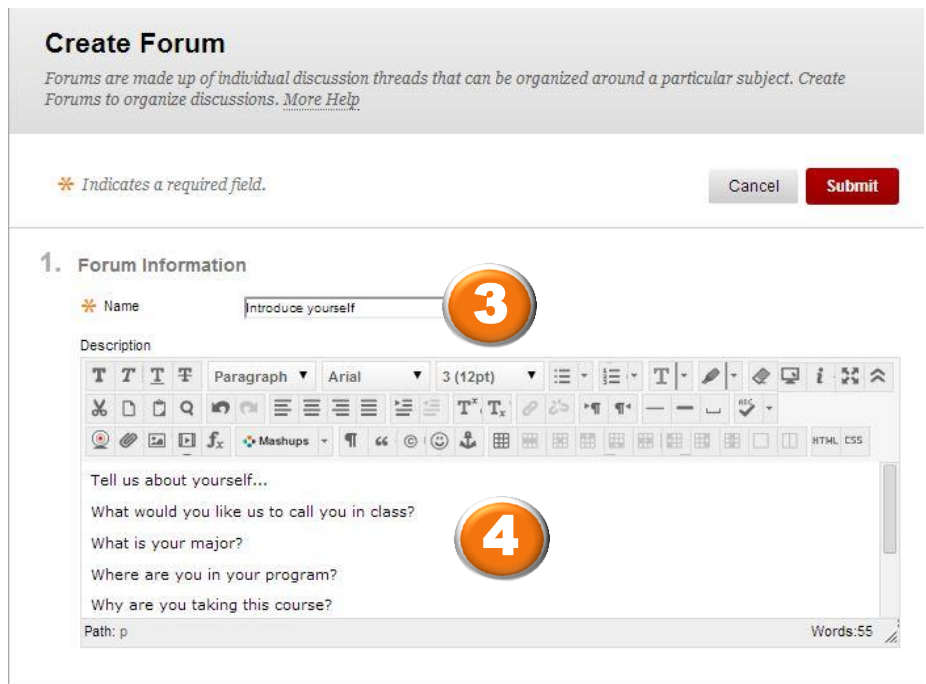 Create Forum
Forums are made up of individual discussion threads that can be organized around a particular subject. Create
Forums to organize discussions. More Help
Indicates a required field.
Cancel Submit
1. Forum Information
Name Introduce yourself 3
Description
T T T T Paragraph Arial 3 (12pt) T i
T T ABC
fx Mashups ¶ “ © HTML CSS
Tell us about yourself...
What would you like us to call you in class?
4
What is your major?
Where are you in your program?
Why are you taking this course?
Path: p Words:55